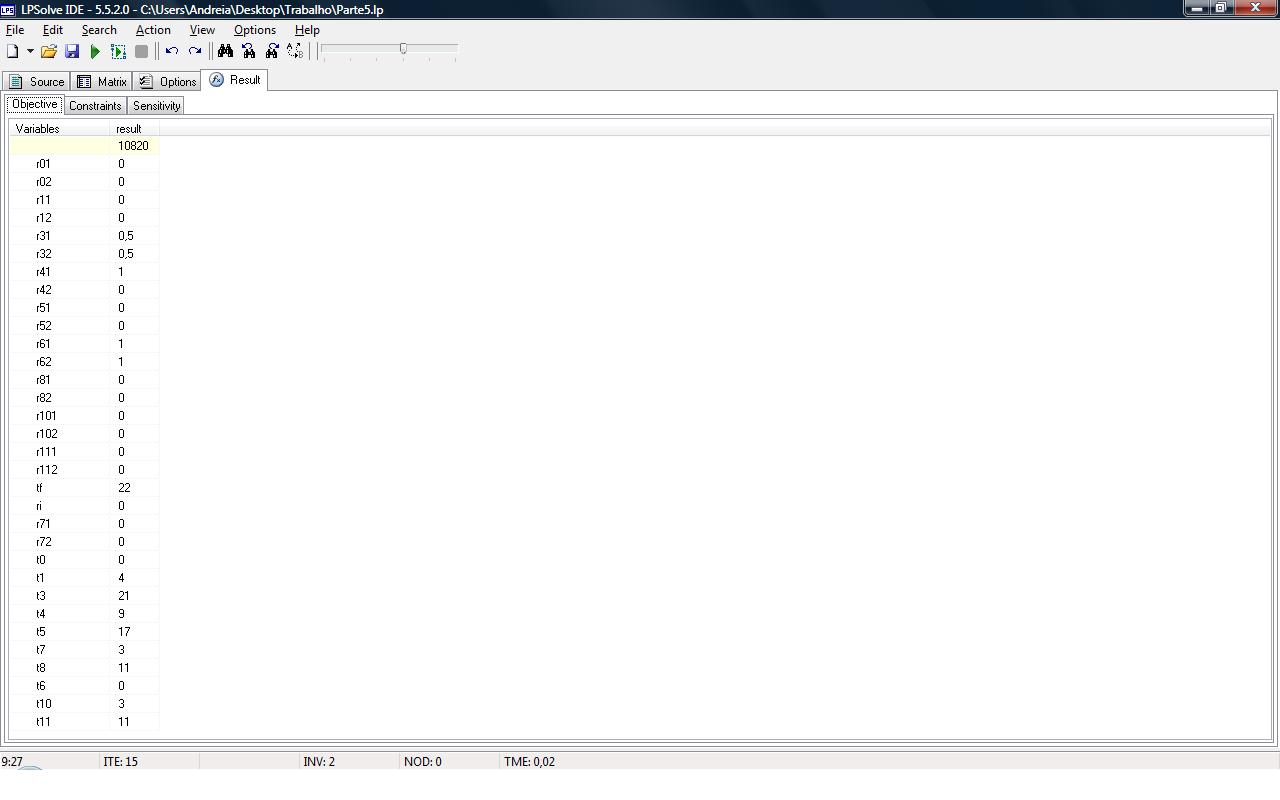 LPS LPSolve IDE - 5.5.2.0 - C:\Users\Andreia\Desktop\Trabalho\Parte5.lp
File Edit Search Action View Options Help
Source Matrix Options Result
Objective Constraints Sensitivity
Variables result
10820
r01 0
r02 0
r11 0
r12 0
r31 0,5
r32 0,5
r41 1
r42 0
r51 0
r52 0
r61 1
r62 1
r81 0
r82 0
r101 0
r102 0
r111 0
r112 0
tf 22
ri 0
r71 0
r72 0
t0 0
t1 4
t3 21
t4 9
t5 17
t7 3
t8 11
t6 0
t10 3
t11 11
9:27 ITE: 15 INV: 2 NOD: 0 TME: 0,02